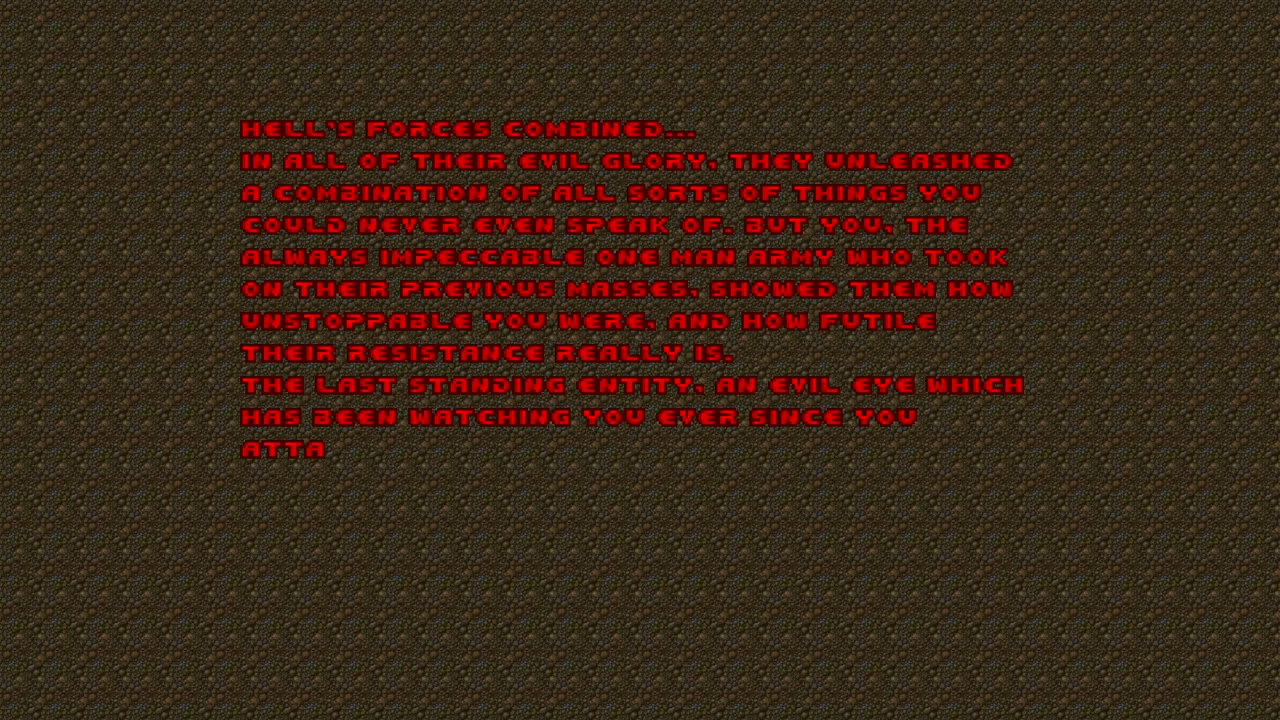 HELL'S FORCES COMBINED...
IN ALL OF THEIR EVIL GLORY, THEY UNLEASHED
A COMBINATION OF ALL SORTS OF THINGS YOU
COULD NEVER EVEN SPEAK OF. BUT YOU, THE
ALWAYS IMPECCABLE ONE MAN ARMY WHO TOOK
ON THEIR PREVIOUS MASSES, SHOWED THEM HOW
UNSTOPPABLE YOU WERE, AND HOW FUTILE
THEIR RESISTANCE REALLY IS.
THE LAST STANDING ENTITY, AN EVIL EYE WHICH
HAS BEEN WATCHING YOU EVER SINCE YOU
ATTA